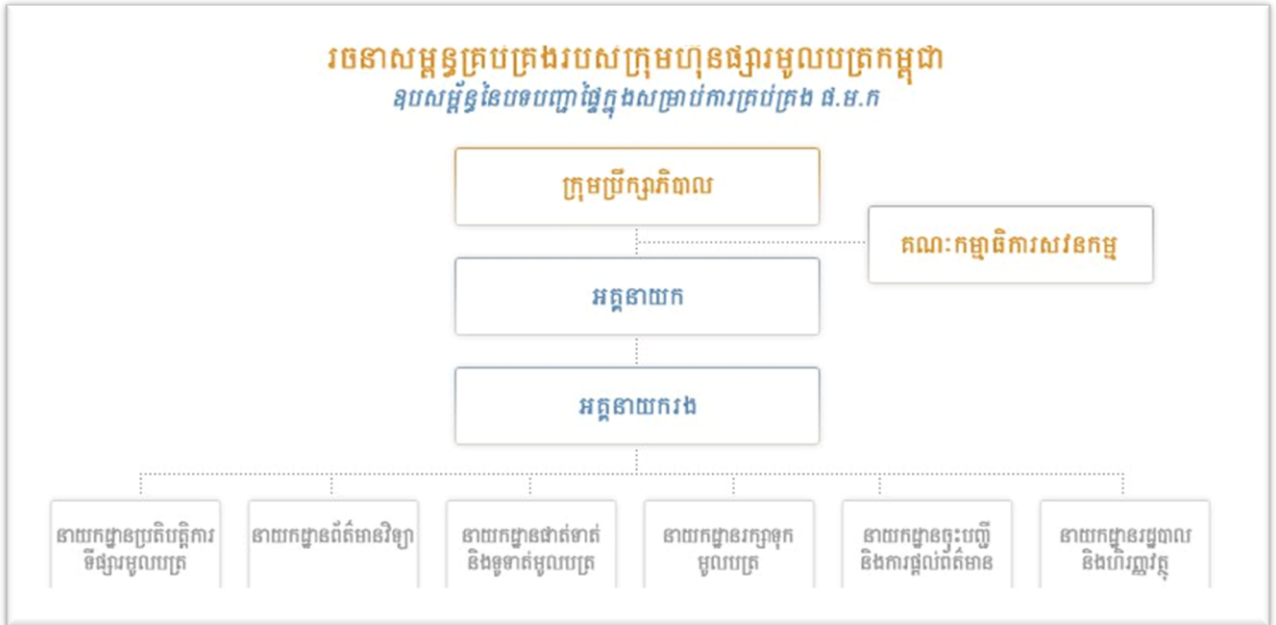 រចនាសម្ពន្ធគ្រប់គ្រងរបស់ក្រុមហ៊ុនផ្សារមូលបត្រកម្ពុជា
ឧបសម្ព័ន្ធនៃបទបញ្ជាផ្ទៃក្នុងសម្រាប់ការគ្រប់គ្រង ផ.ម.ក
ក្រុមប្រឹក្សាភិបាល
គណៈកម្មាធិការសវនកម្ម
អគ្គនាយក
អគ្គនាយករង
នាយកដ្ឋានប្រតិបត្តិការ
ទីផ្សារមូលបត្រ
នាយកដ្ឋានព័ត៌មានវិទ្យា
នាយកដ្ឋានផាត់ទាត់
និងទូទាត់មូលបត្រ
នាយកដ្ឋានរក្សាទុក
មូលបត្រ
នាយកដ្ឋានចុះបញ្ជី
និងការផ្តល់ព័ត៌មាន
នាយកដ្ឋានរដ្ឋបាល
និងហិរញ្ញវត្ថុ